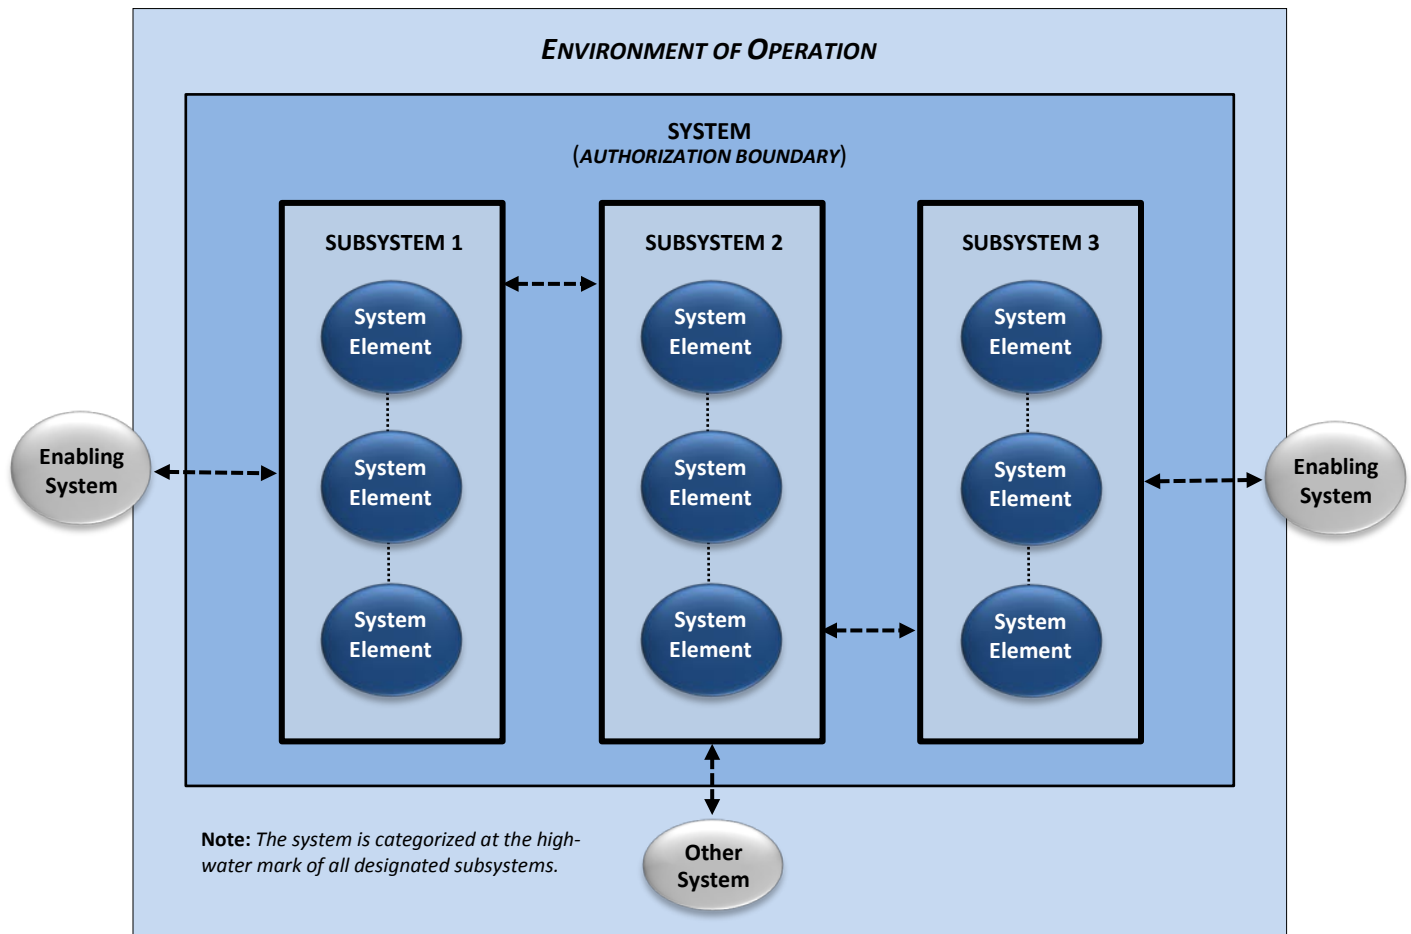 ENVIRONMENT OF OPERATION
SYSTEM
(AUTHORIZATION BOUNDARY)
SUBSYSTEM 1
SUBSYSTEM 2
SUBSYSTEM 3
System
Element
System
Element
System
Element
Enabling
System
System
Element
System
Element
System
Element
Enabling
System
System
Element
System
Element
System
Element
Note: The system is categorized at the high-
water mark of all designated subsystems.
Other
System